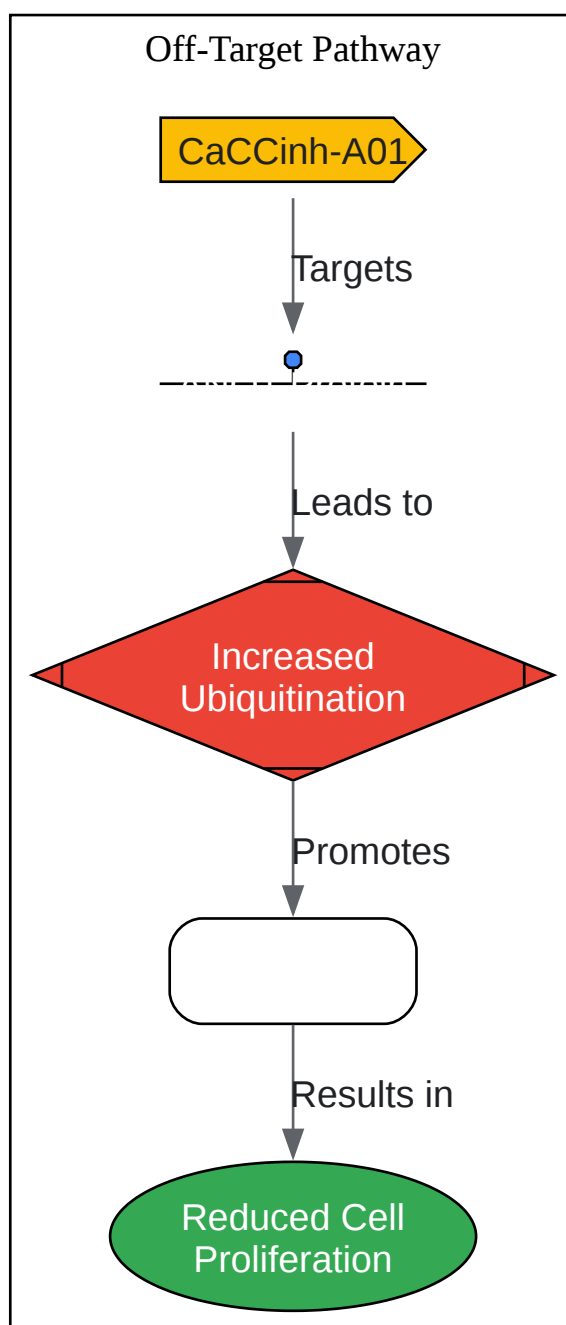 Off-Target Pathway
CaCCinh-A01
Targets
Leads to
Increased
Ubiquitination
Promotes
Results in
Reduced Cell
Proliferation